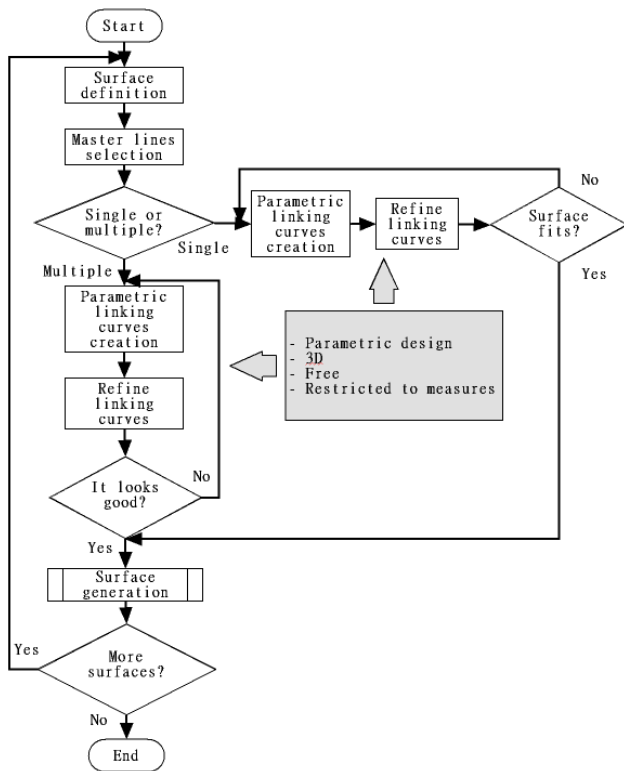 Start
Surface
definition
Master lines
selection
Single or
multiple?
Single
Multiple
Parametric
linking
curves
creation
Refine
linking
curves
No
Surface
fits?
Yes
Parametric
linking
curves
creation
Refine
linking
curves
- Parametric design
- 3D
- Free
- Restricted to measures
It looks
good?
No
Yes
Surface
generation
More
surfaces?
Yes
No
End